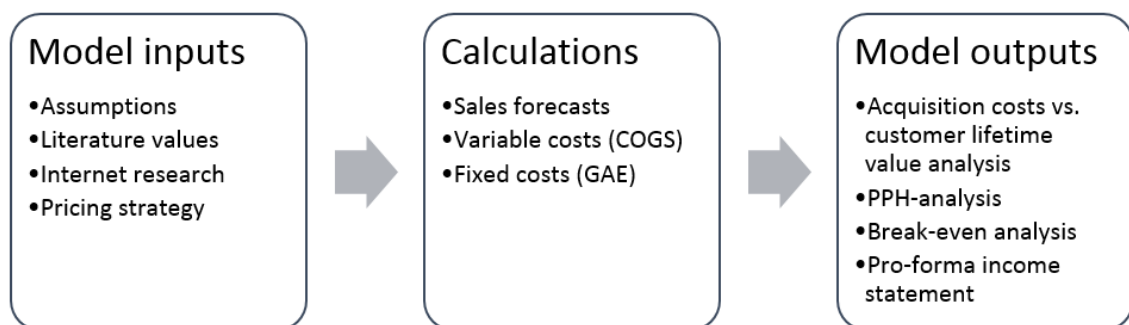 Model inputs
•Assumptions
•Literature values
•Internet research
•Pricing strategy
Calculations
•Sales forecasts
•Variable costs (COGS)
•Fixed costs (GAE)
Model outputs
•Acquisition costs vs.
customer lifetime
value analysis
•PPH-analysis
•Break-even analysis
•Pro-forma income
statement